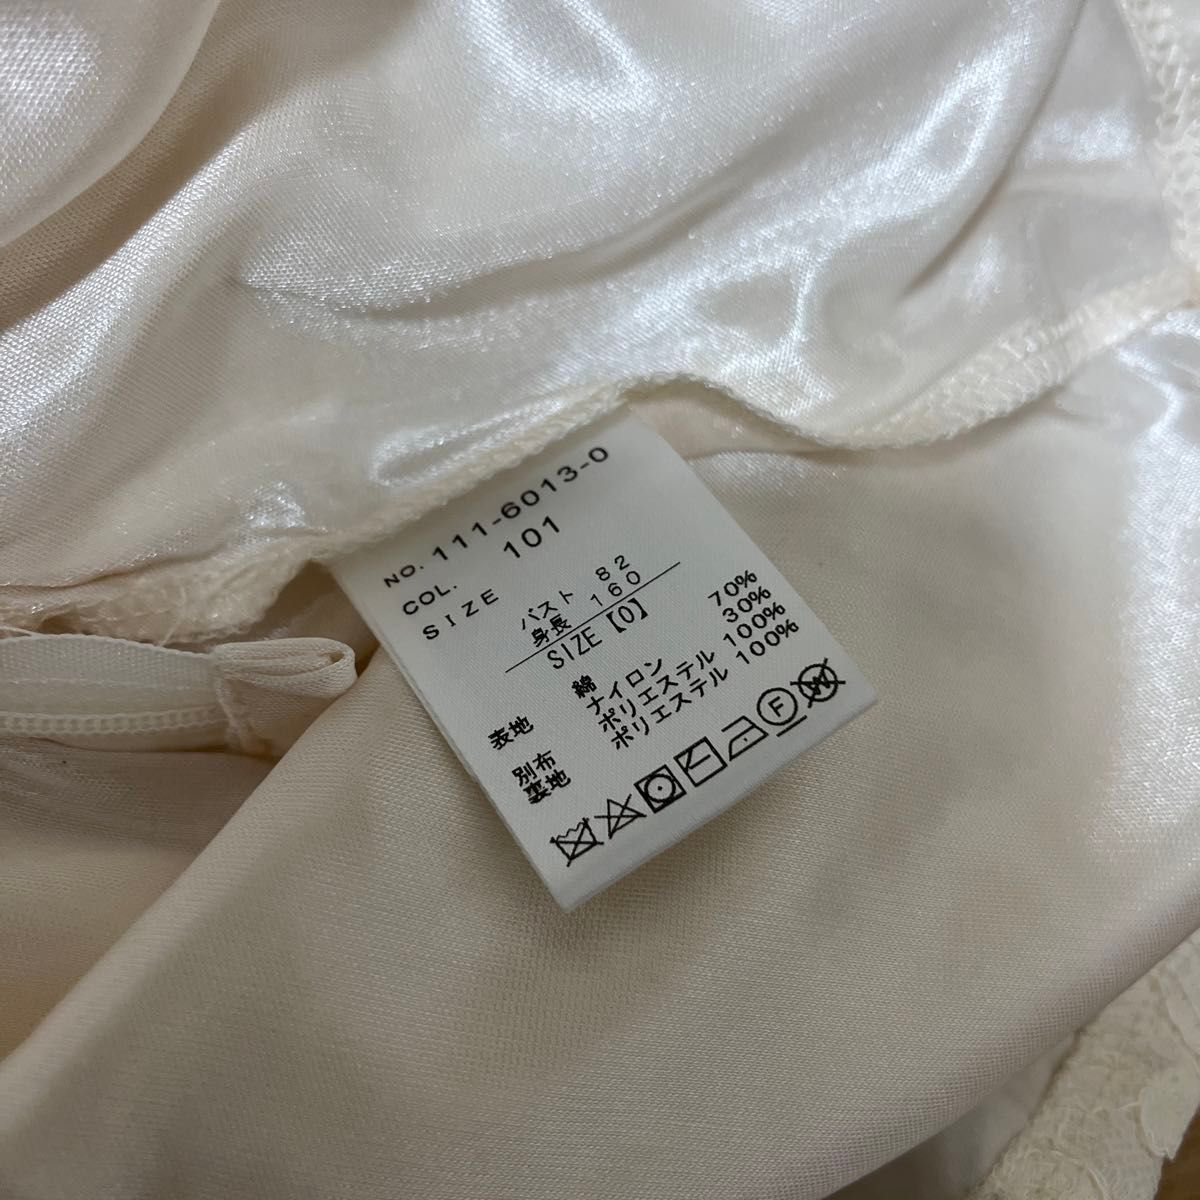 NO. 111-6013-0
COL. 101
SIZE
バスト 82
身長 160
SIZE【0】
表地 綿 70%
ナイロン 30%
別布 ポリエステル 100%
裏地 ポリエステル 100%
F W